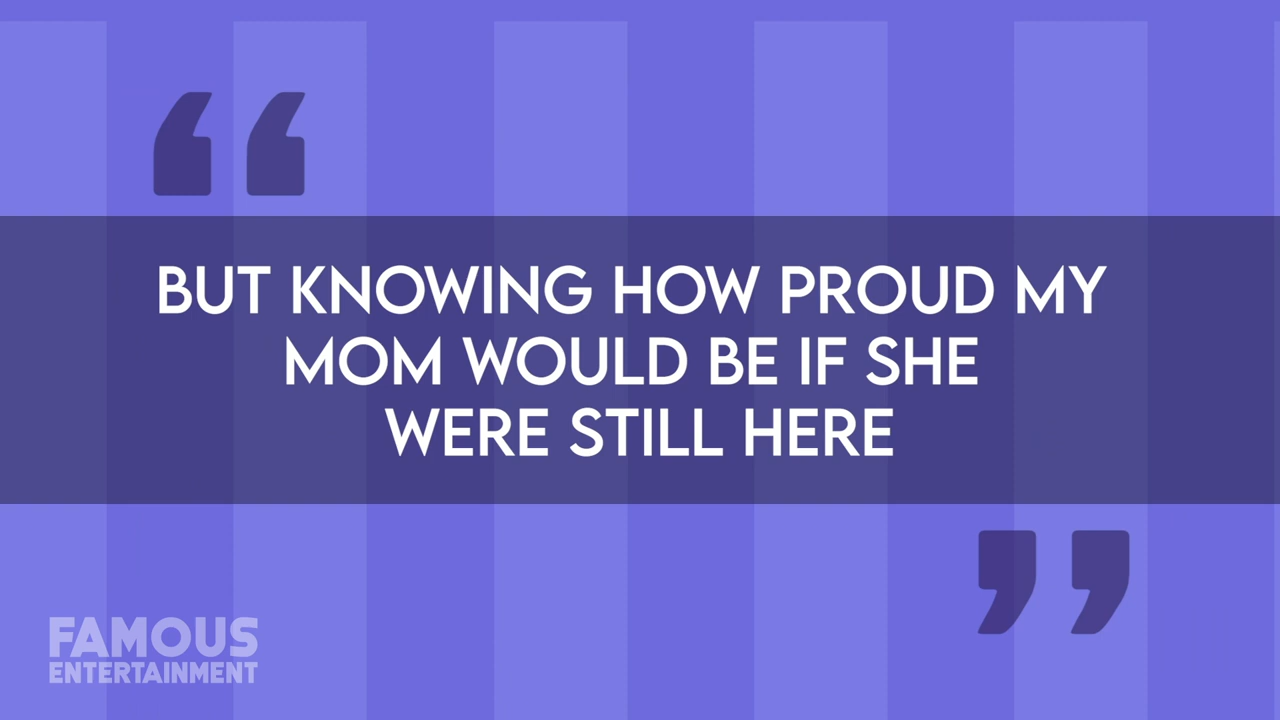 “
BUT KNOWING HOW PROUD MY
MOM WOULD BE IF SHE
WERE STILL HERE
”
FAMOUS
ENTERTAINMENT